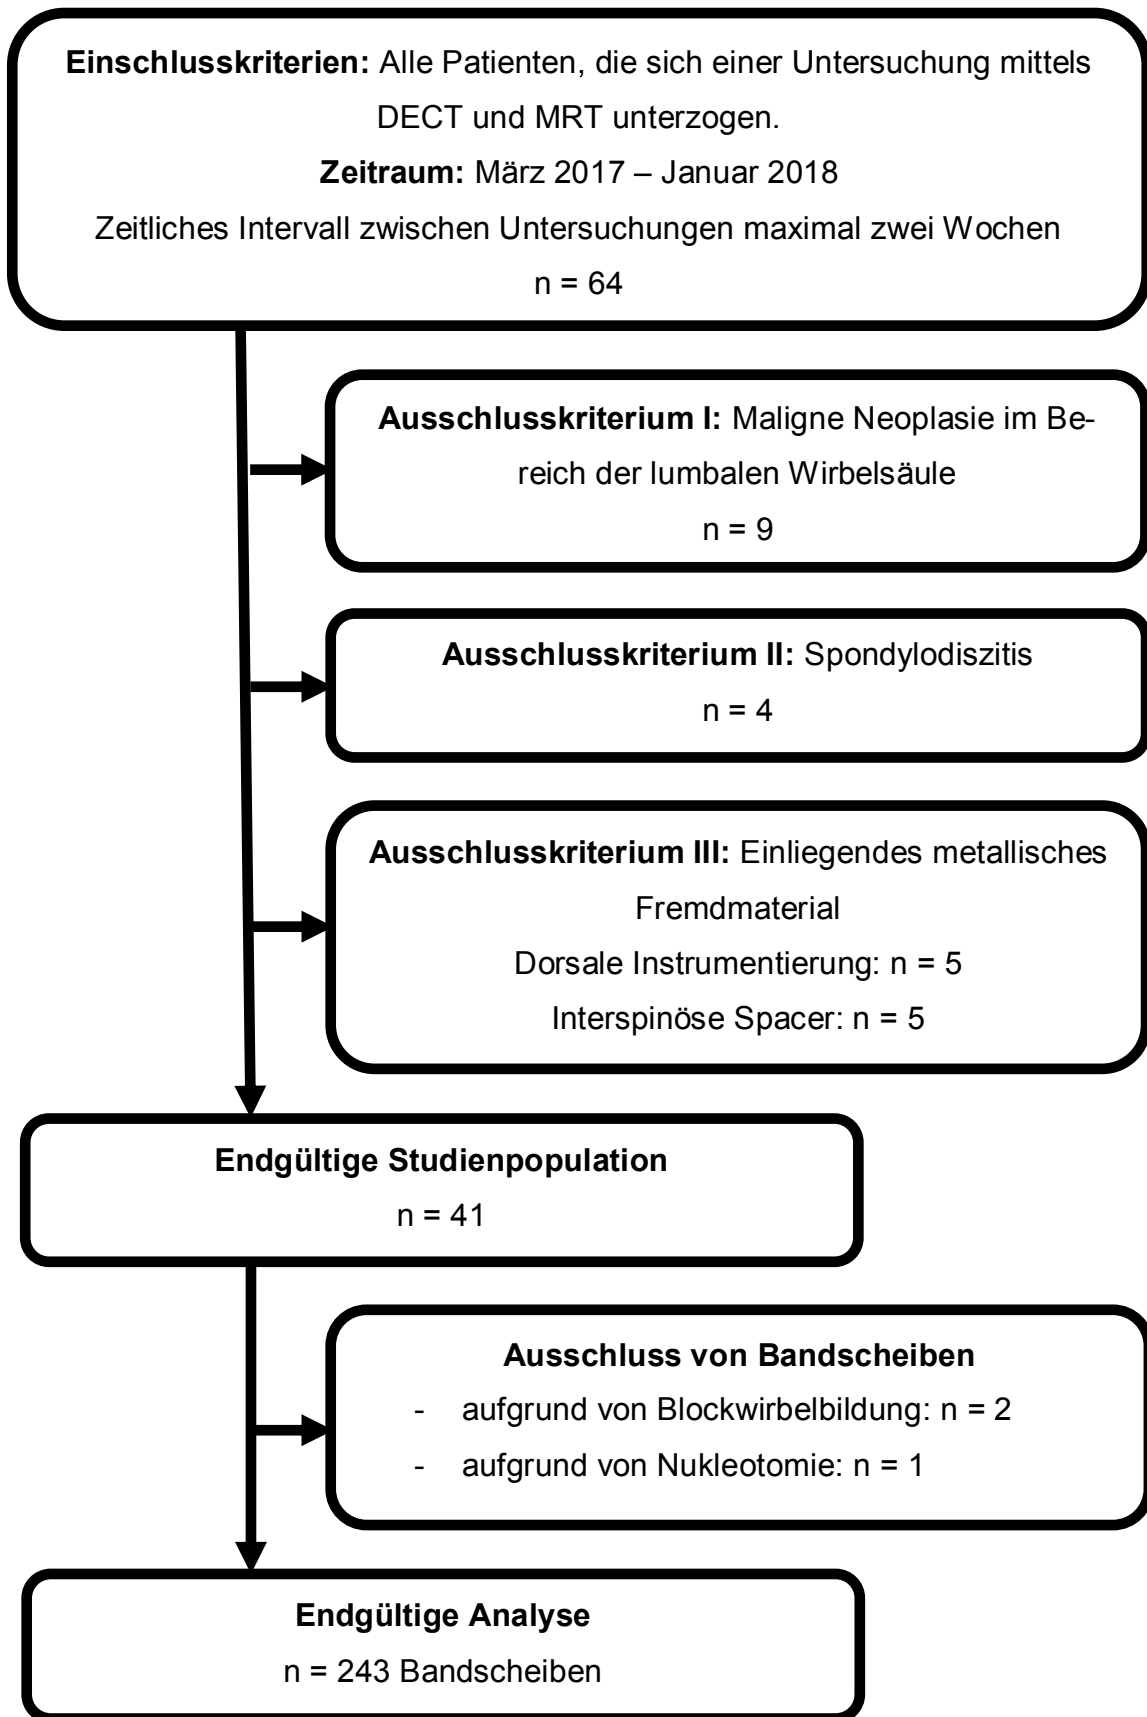 Einschlusskriterien: Alle Patienten, die sich einer Untersuchung mittels
DECT und MRT unterzogen.
Zeitraum: März 2017 – Januar 2018
Zeitliches Intervall zwischen Untersuchungen maximal zwei Wochen
n = 64
Ausschlusskriterium I: Maligne Neoplasie im Be-
reich der lumbalen Wirbelsäule
n = 9
Ausschlusskriterium II: Spondylodiszitis
n = 4
Ausschlusskriterium III: Einliegendes metallisches
Fremdmaterial
Dorsale Instrumentierung: n = 5
Interspinöse Spacer: n = 5
Endgültige Studienpopulation
n = 41
Ausschluss von Bandscheiben
- aufgrund von Blockwirbelbildung: n = 2
- aufgrund von Nukleotomie: n = 1
Endgültige Analyse
n = 243 Bandscheiben